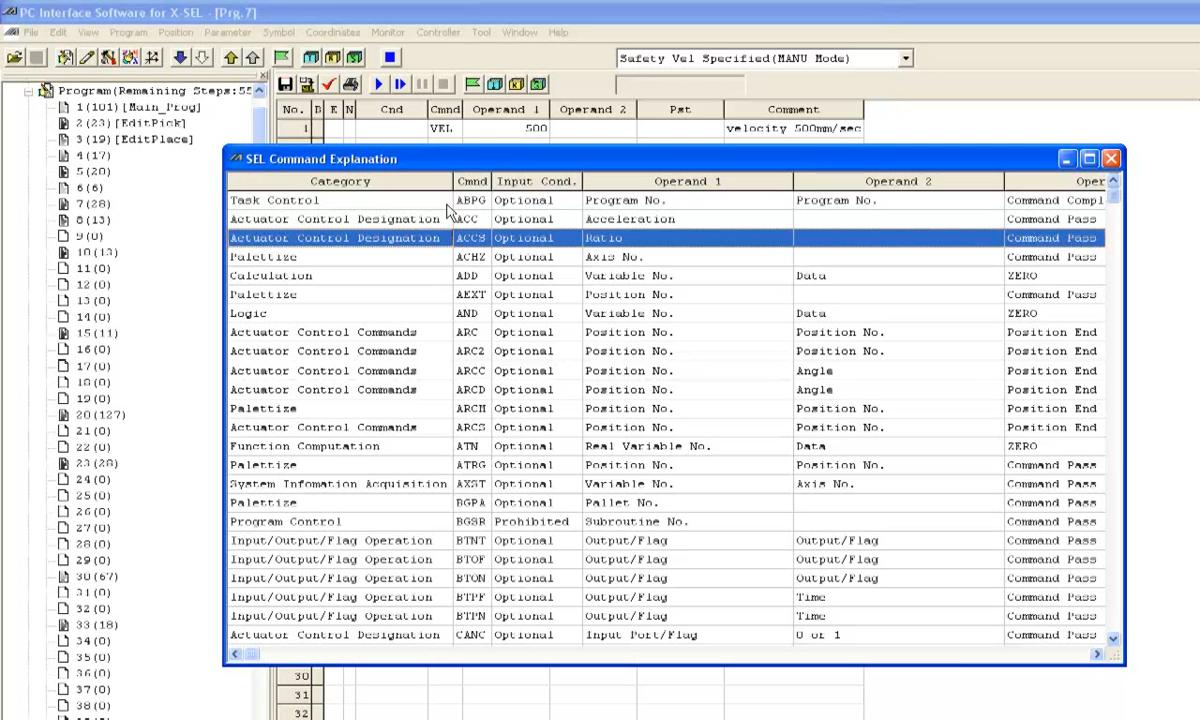 PC Interface Software for X-SEL - [Prg.7]
File Edit View Program Position Parameter Symbol Coordinates Monitor Controller Tool Window Help
Safety Vel Specified(MANU Mode)
Program(Remaining Steps:55
1(101)[Main_Prog]
2(23)[EditPick]
3(19)[EditPlace]
4(17)
5(20)
6(6)
7(28)
8(13)
9(0)
10(13)
11(0)
12(0)
13(0)
14(0)
15(11)
16(0)
17(0)
18(0)
19(0)
20(127)
21(0)
22(0)
23(28)
24(0)
25(0)
26(0)
27(0)
28(0)
29(0)
30(67)
31(0)
32(0)
33(18)
34(0)
35(0)
36(0)
37(0)
38(0)
No. B E N Cnd Cmnd Operand 1 Operand 2 Pst Comment
1 VEL 500 velocity 500mm/sec
SEL Command Explanation
Category Cmnd Input Cond. Operand 1 Operand 2 Oper
Task Control ABPG Optional Program No. Program No. Command Compl
Actuator Control Designation ACC Optional Acceleration Command Pass
Actuator Control Designation ACCS Optional Ratio Command Pass
Palettize ACHZ Optional Axis No. Command Pass
Calculation ADD Optional Variable No. Data ZERO
Palettize AEXT Optional Position No. Command Pass
Logic AND Optional Variable No. Data ZERO
Actuator Control Commands ARC Optional Position No. Position No. Position End
Actuator Control Commands ARC2 Optional Position No. Position No. Position End
Actuator Control Commands ARCC Optional Position No. Angle Position End
Actuator Control Commands ARCD Optional Position No. Angle Position End
Palettize ARCH Optional Position No. Position No. Position End
Actuator Control Commands ARCS Optional Position No. Position No. Position End
Function Computation ATN Optional Real Variable No. Data ZERO
Palettize ATRG Optional Position No. Position No. Command Pass
System Infomation Acquisition AXST Optional Variable No. Axis No. Command Pass
Palettize BGPA Optional Pallet No. Command Pass
Program Control BGSR Prohibited Subroutine No. Command Pass
Input/Output/Flag Operation BTNT Optional Output/Flag Output/Flag Command Pass
Input/Output/Flag Operation BTOF Optional Output/Flag Output/Flag Command Pass
Input/Output/Flag Operation BTON Optional Output/Flag Output/Flag Command Pass
Input/Output/Flag Operation BTPF Optional Output/Flag Time Command Pass
Input/Output/Flag Operation BTPN Optional Output/Flag Time Command Pass
Actuator Control Designation CANC Optional Input Port/Flag 0 or 1 Command Pass
30
31
32